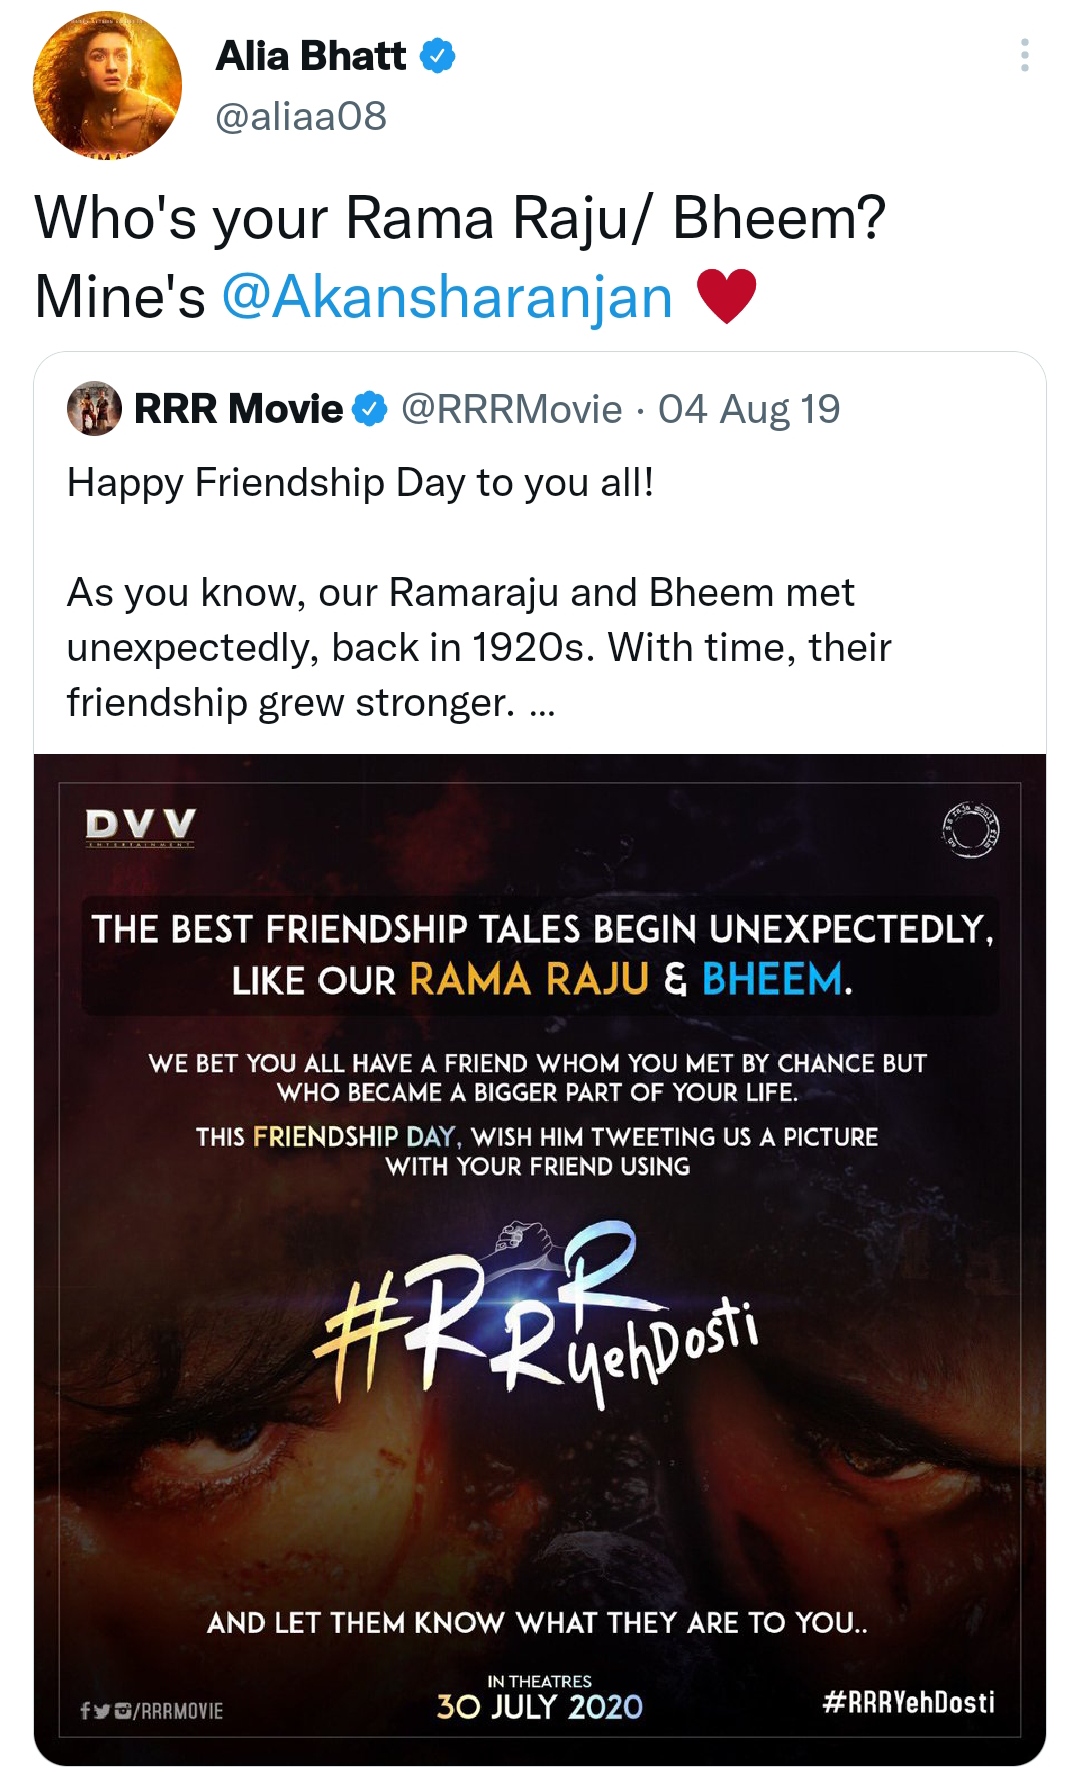 Alia Bhatt
@aliaa08
Who's your Rama Raju/ Bheem?
Mine's @Akansharanjan ❤️
RRR Movie @RRRMovie · 04 Aug 19
Happy Friendship Day to you all!
As you know, our Ramaraju and Bheem met
unexpectedly, back in 1920s. With time, their
friendship grew stronger. ...
DVV
ENTERTAINMENT
THE BEST FRIENDSHIP TALES BEGIN UNEXPECTEDLY,
LIKE OUR RAMA RAJU & BHEEM.
WE BET YOU ALL HAVE A FRIEND WHOM YOU MET BY CHANCE BUT
WHO BECAME A BIGGER PART OF YOUR LIFE.
THIS FRIENDSHIP DAY, WISH HIM TWEETING US A PICTURE
WITH YOUR FRIEND USING
#RRRyehDosti
AND LET THEM KNOW WHAT THEY ARE TO YOU..
IN THEATRES
30 JULY 2020
/RRRMOVIE
#RRRYehDosti